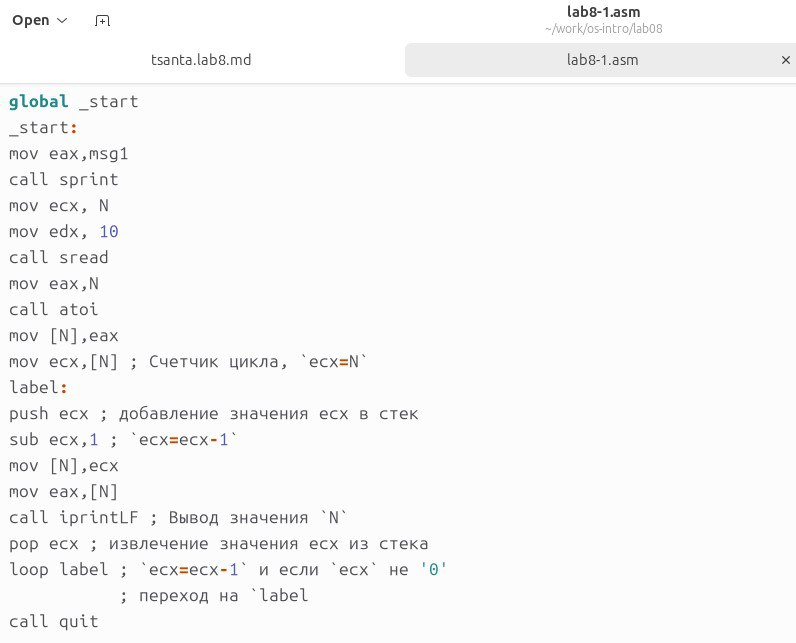 Open
lab8-1.asm
~/work/os-intro/lab08
tsanta.lab8.md
lab8-1.asm
global _start
_start:
mov eax,msg1
call sprint
mov ecx, N
mov edx, 10
call sread
mov eax,N
call atoi
mov [N],eax
mov ecx,[N] ; Счетчик цикла, `ecx=N`
label:
push ecx ; добавление значения ecx в стек
sub ecx,1 ; `ecx=ecx-1`
mov [N],ecx
mov eax,[N]
call iprintLF ; Вывод значения `N`
pop ecx ; извлечение значения ecx из стека
loop label ; `ecx=ecx-1` и если `ecx` не '0'
; переход на `label
call quit